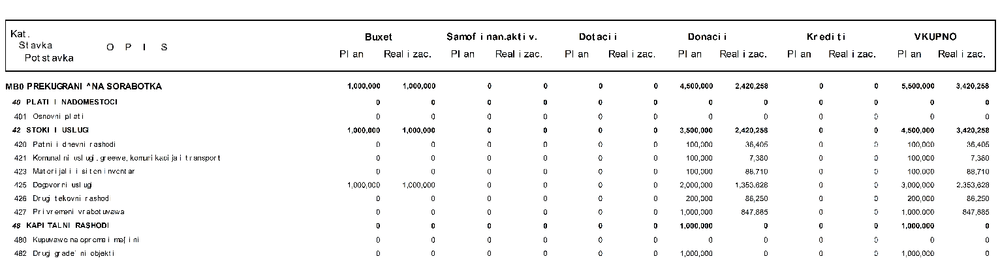 Kat. Buxet Samofinan.aktiv. Dotacii Donacii Krediti VKUPNO
Stavka O P I S
Potstavka Plan Realizac. Plan Realizac. Plan Realizac. Plan Realizac. Plan Realizac. Plan Realizac.
MB0 PREKUGRANI^NA SORABOTKA 1,000,000 1,000,000 0 0 0 0 4,500,000 2,420,258 0 0 5,500,000 3,420,258
40 PLATI I NADOMESTOCI 0 0 0 0 0 0 0 0 0 0 0 0
401 Osnovni plati 0 0 0 0 0 0 0 0 0 0 0 0
42 STOKI I USLUGI 1,000,000 1,000,000 0 0 0 0 3,500,000 2,420,258 0 0 4,500,000 3,420,258
420 Patni i dnevni rashodi 0 0 0 0 0 0 100,000 36,405 0 0 100,000 36,405
421 Komunalni uslugi, greewe, komunikacija i transport 0 0 0 0 0 0 100,000 7,380 0 0 100,000 7,380
423 Materijali i siten inventar 0 0 0 0 0 0 100,000 88,710 0 0 100,000 88,710
425 Dogovorni uslugi 1,000,000 1,000,000 0 0 0 0 2,000,000 1,353,628 0 0 3,000,000 2,353,628
426 Drugi tekovni rashodi 0 0 0 0 0 0 200,000 86,250 0 0 200,000 86,250
427 Privremeni vrabotuvawa 0 0 0 0 0 0 1,000,000 847,885 0 0 1,000,000 847,885
48 KAPITALNI RASHODI 0 0 0 0 0 0 1,000,000 0 0 0 1,000,000 0
480 Kupuvawe na oprema i ma{ini 0 0 0 0 0 0 0 0 0 0 0 0
482 Drugi grade`ni objekti 0 0 0 0 0 0 1,000,000 0 0 0 1,000,000 0